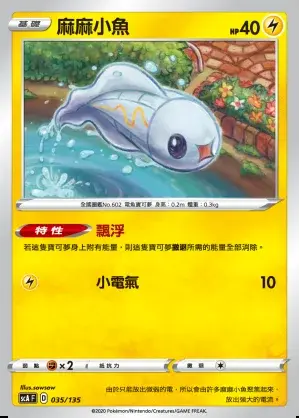 基礎 麻麻小魚 HP40
全國圖鑑No.602 電魚寶可夢 身高:0.2m 體重:0.3kg
特性 飄浮
若這隻寶可夢身上附有能量,則這隻寶可夢撤退所需的能量全部消除。
小電氣 10
弱點 ×2 抵抗力 撤退
Illus.sowsow
scA F D 035/135
由於只能放出微弱的電,所以會由多行麻麻小魚聚集起來,
放出強大的電流。
©2020 Pokémon/Nintendo/Creatures/GAME FREAK.